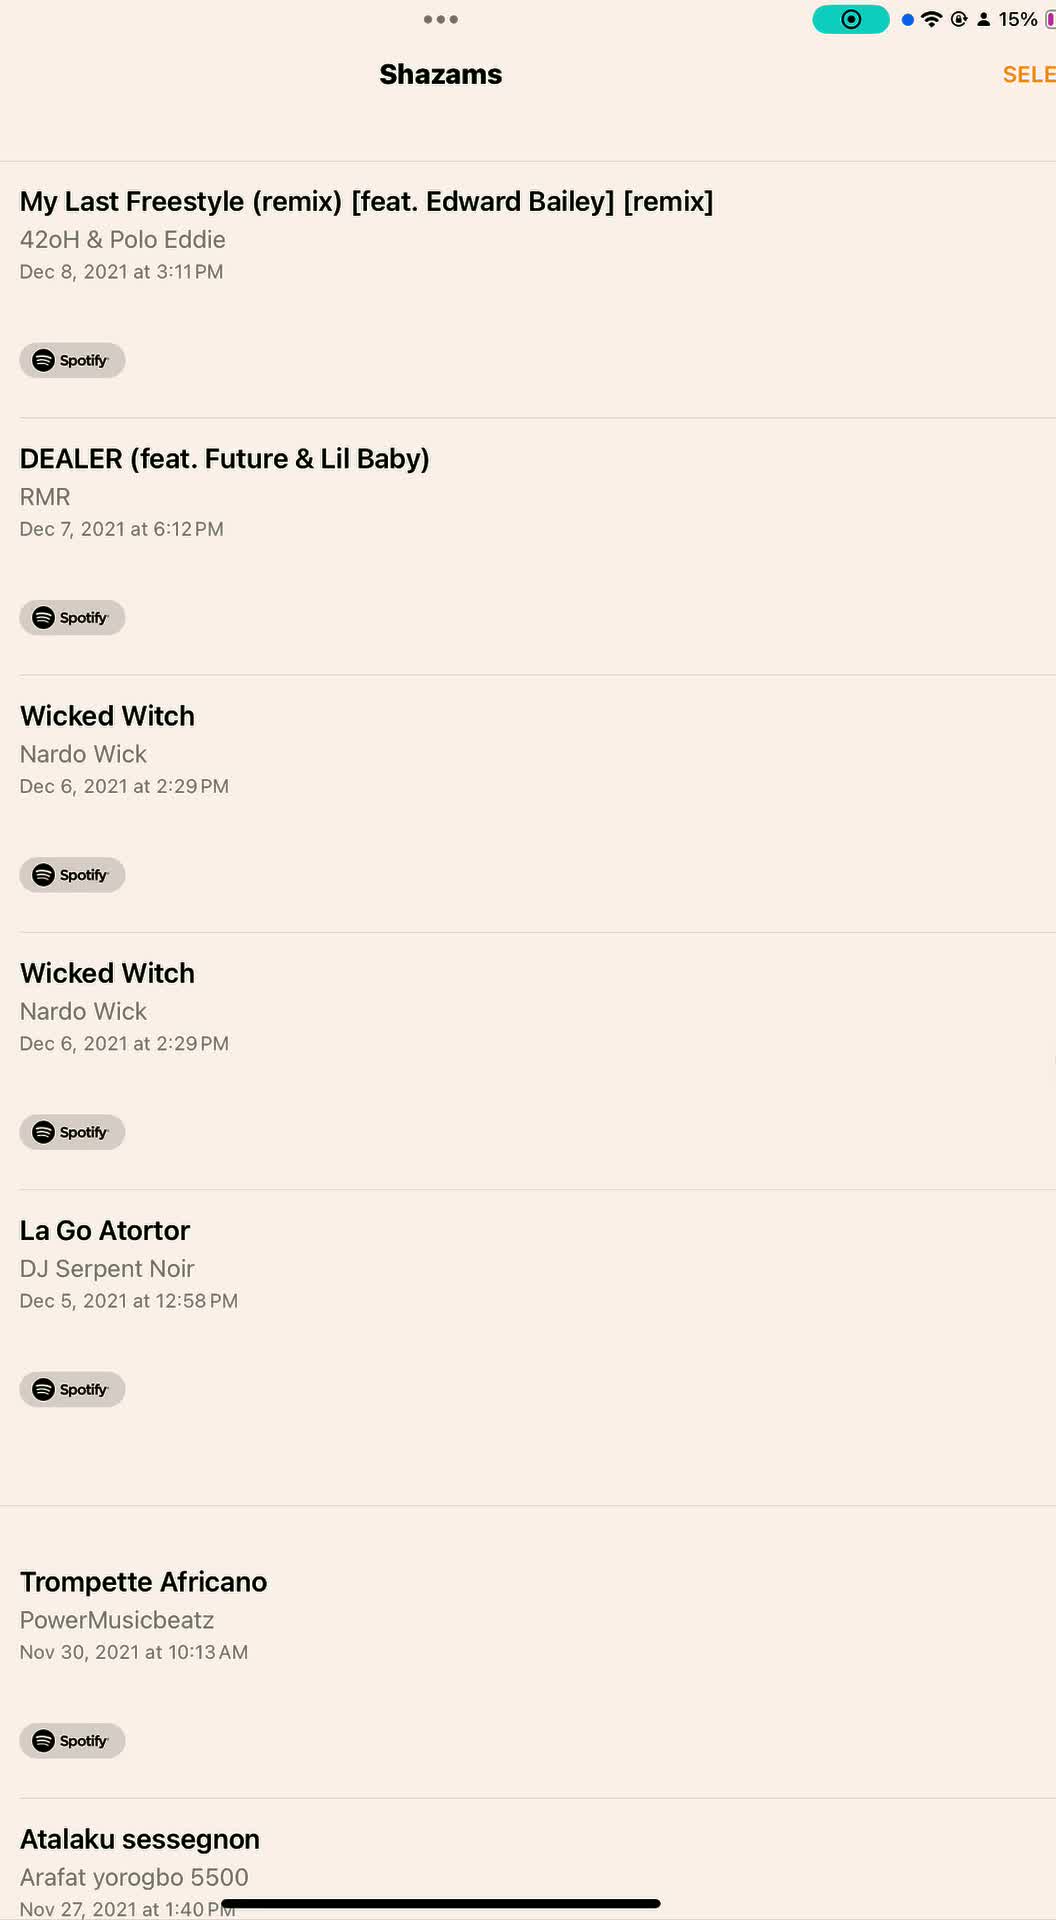 15%
Shazams
SELE
My Last Freestyle (remix) [feat. Edward Bailey] [remix]
42oH & Polo Eddie
Dec 8, 2021 at 3:11 PM
Spotify
DEALER (feat. Future & Lil Baby)
RMR
Dec 7, 2021 at 6:12 PM
Spotify
Wicked Witch
Nardo Wick
Dec 6, 2021 at 2:29 PM
Spotify
Wicked Witch
Nardo Wick
Dec 6, 2021 at 2:29 PM
Spotify
La Go Atortor
DJ Serpent Noir
Dec 5, 2021 at 12:58 PM
Spotify
Trompette Africano
PowerMusicbeatz
Nov 30, 2021 at 10:13 AM
Spotify
Atalaku sessegnon
Arafat yorogbo 5500
Nov 27, 2021 at 1:40 PM